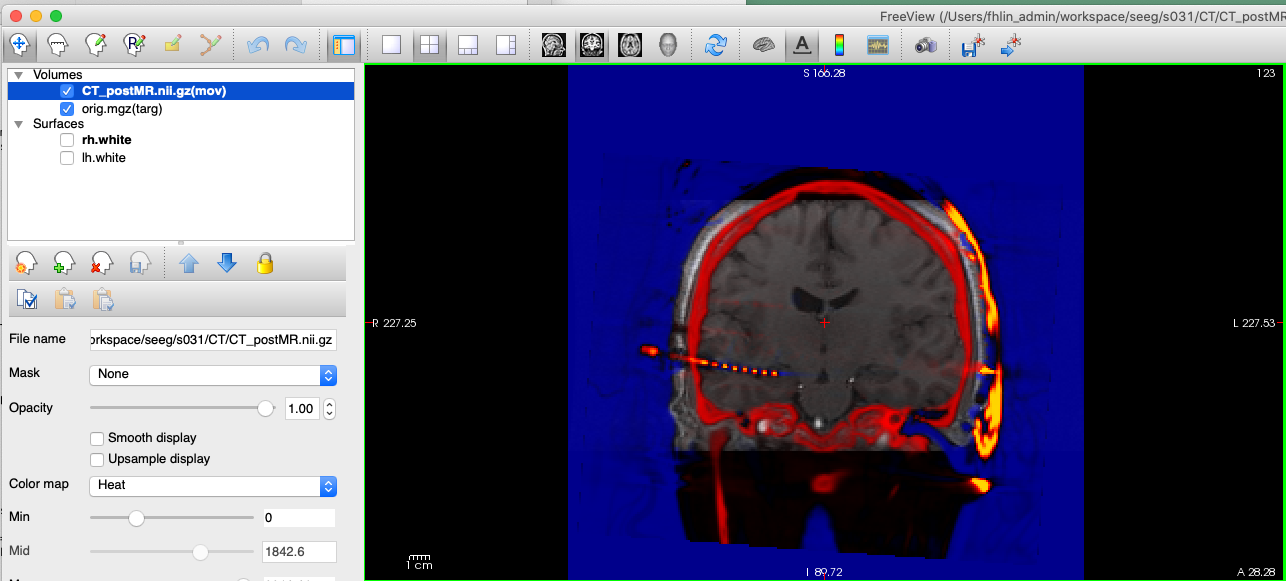 FreeView (/Users/fhlin_admin/workspace/seeg/s031/CT/CT_postMR
Volumes
CT_postMR.nii.gz(mov)
orig.mgz(targ)
Surfaces
rh.white
lh.white
File name orkspace/seeg/s031/CT/CT_postMR.nii.gz
Mask None
Opacity 1.00
Smooth display
Upsample display
Color map Heat
Min 0
Mid 1842.6
S 166.28
123
R 227.25
L 227.53
1 cm
I 89.72
A 28.28